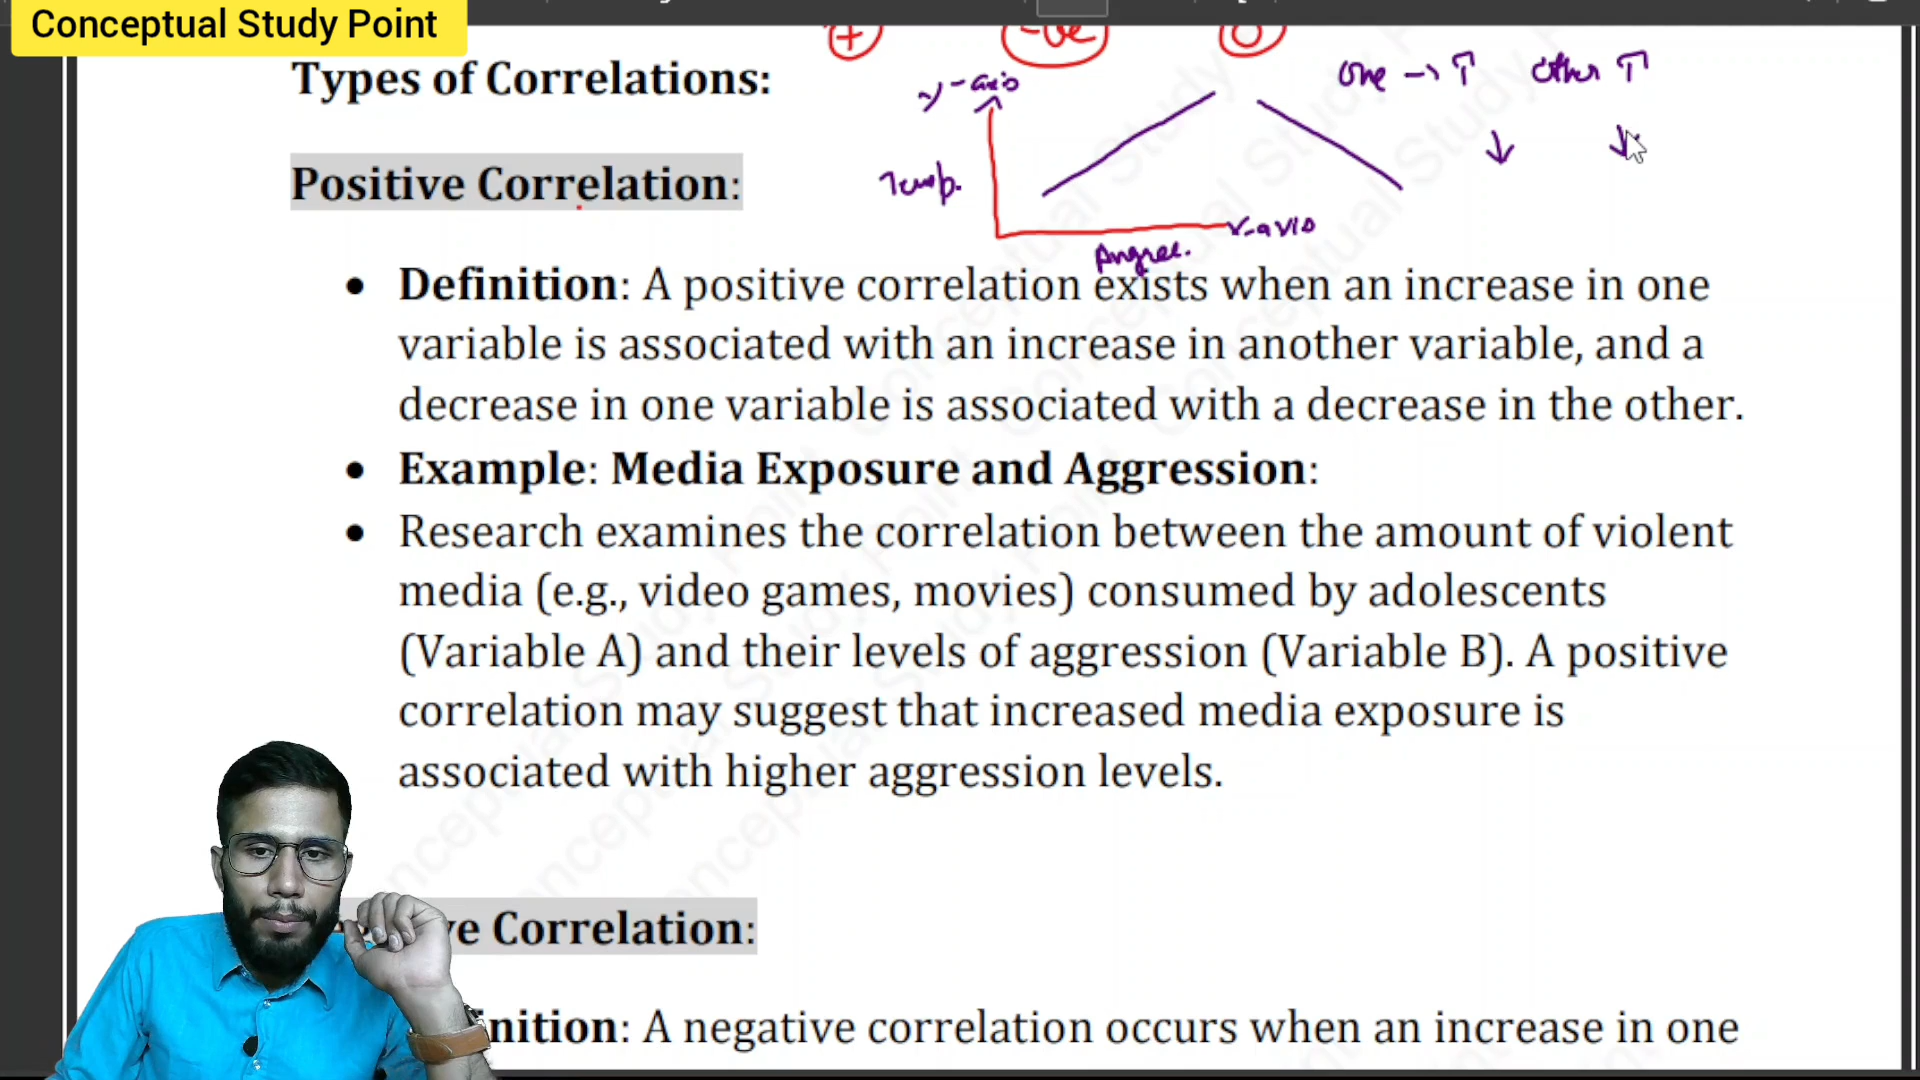 Conceptual Study Point
+ -ve 0
Types of Correlations:
y-axis
one → ↑ other ↑
↓ ↓
Temp.
Positive Correlation:
x-axis
• Definition: A positive correlation exists when an increase in one
variable is associated with an increase in another variable, and a
decrease in one variable is associated with a decrease in the other.
• Example: Media Exposure and Aggression:
• Research examines the correlation between the amount of violent
media (e.g., video games, movies) consumed by adolescents
(Variable A) and their levels of aggression (Variable B). A positive
correlation may suggest that increased media exposure is
associated with higher aggression levels.
ve Correlation:
nition: A negative correlation occurs when an increase in one